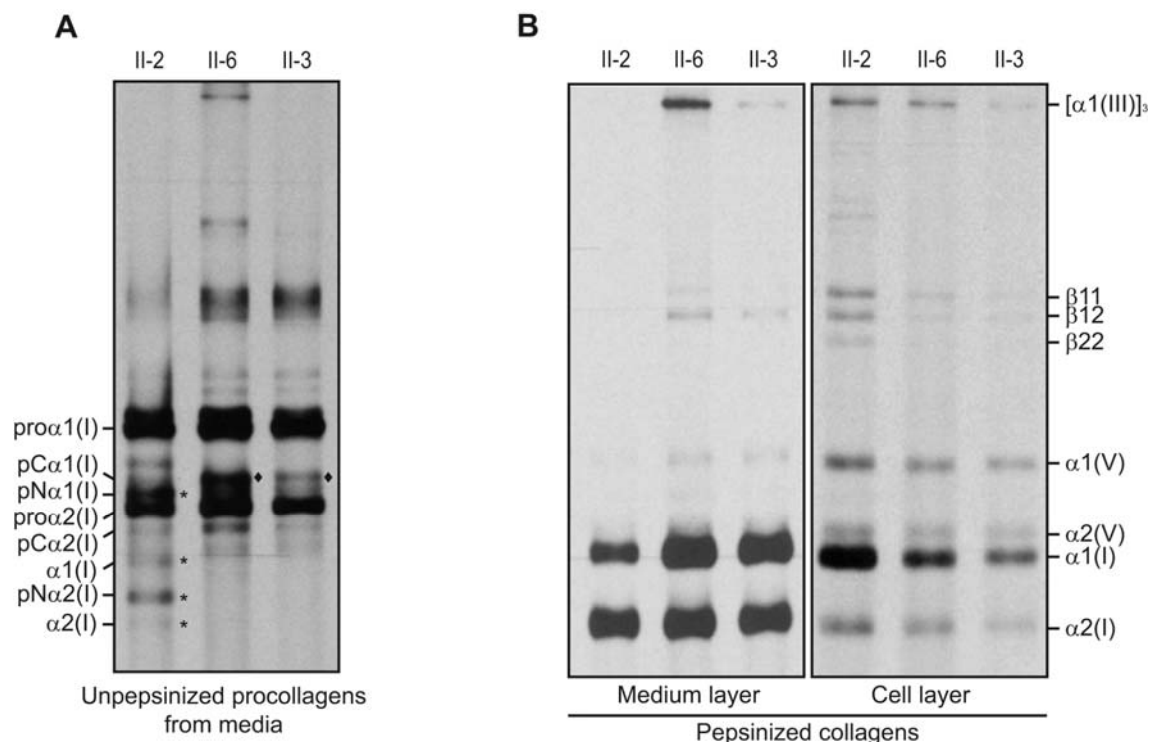 A
II-2 II-6 II-3
proα1(I)
pCα1(I)
pNα1(I)
proα2(I)
pCα2(I)
α1(I)
pNα2(I)
α2(I)
*
♦ ♦
*
*
*
Unpepsinized procollagens
from media
B
II-2 II-6 II-3 II-2 II-6 II-3
[α1(III)]₃
β11
β12
β22
α1(V)
α2(V)
α1(I)
α2(I)
Medium layer Cell layer
Pepsinized collagens